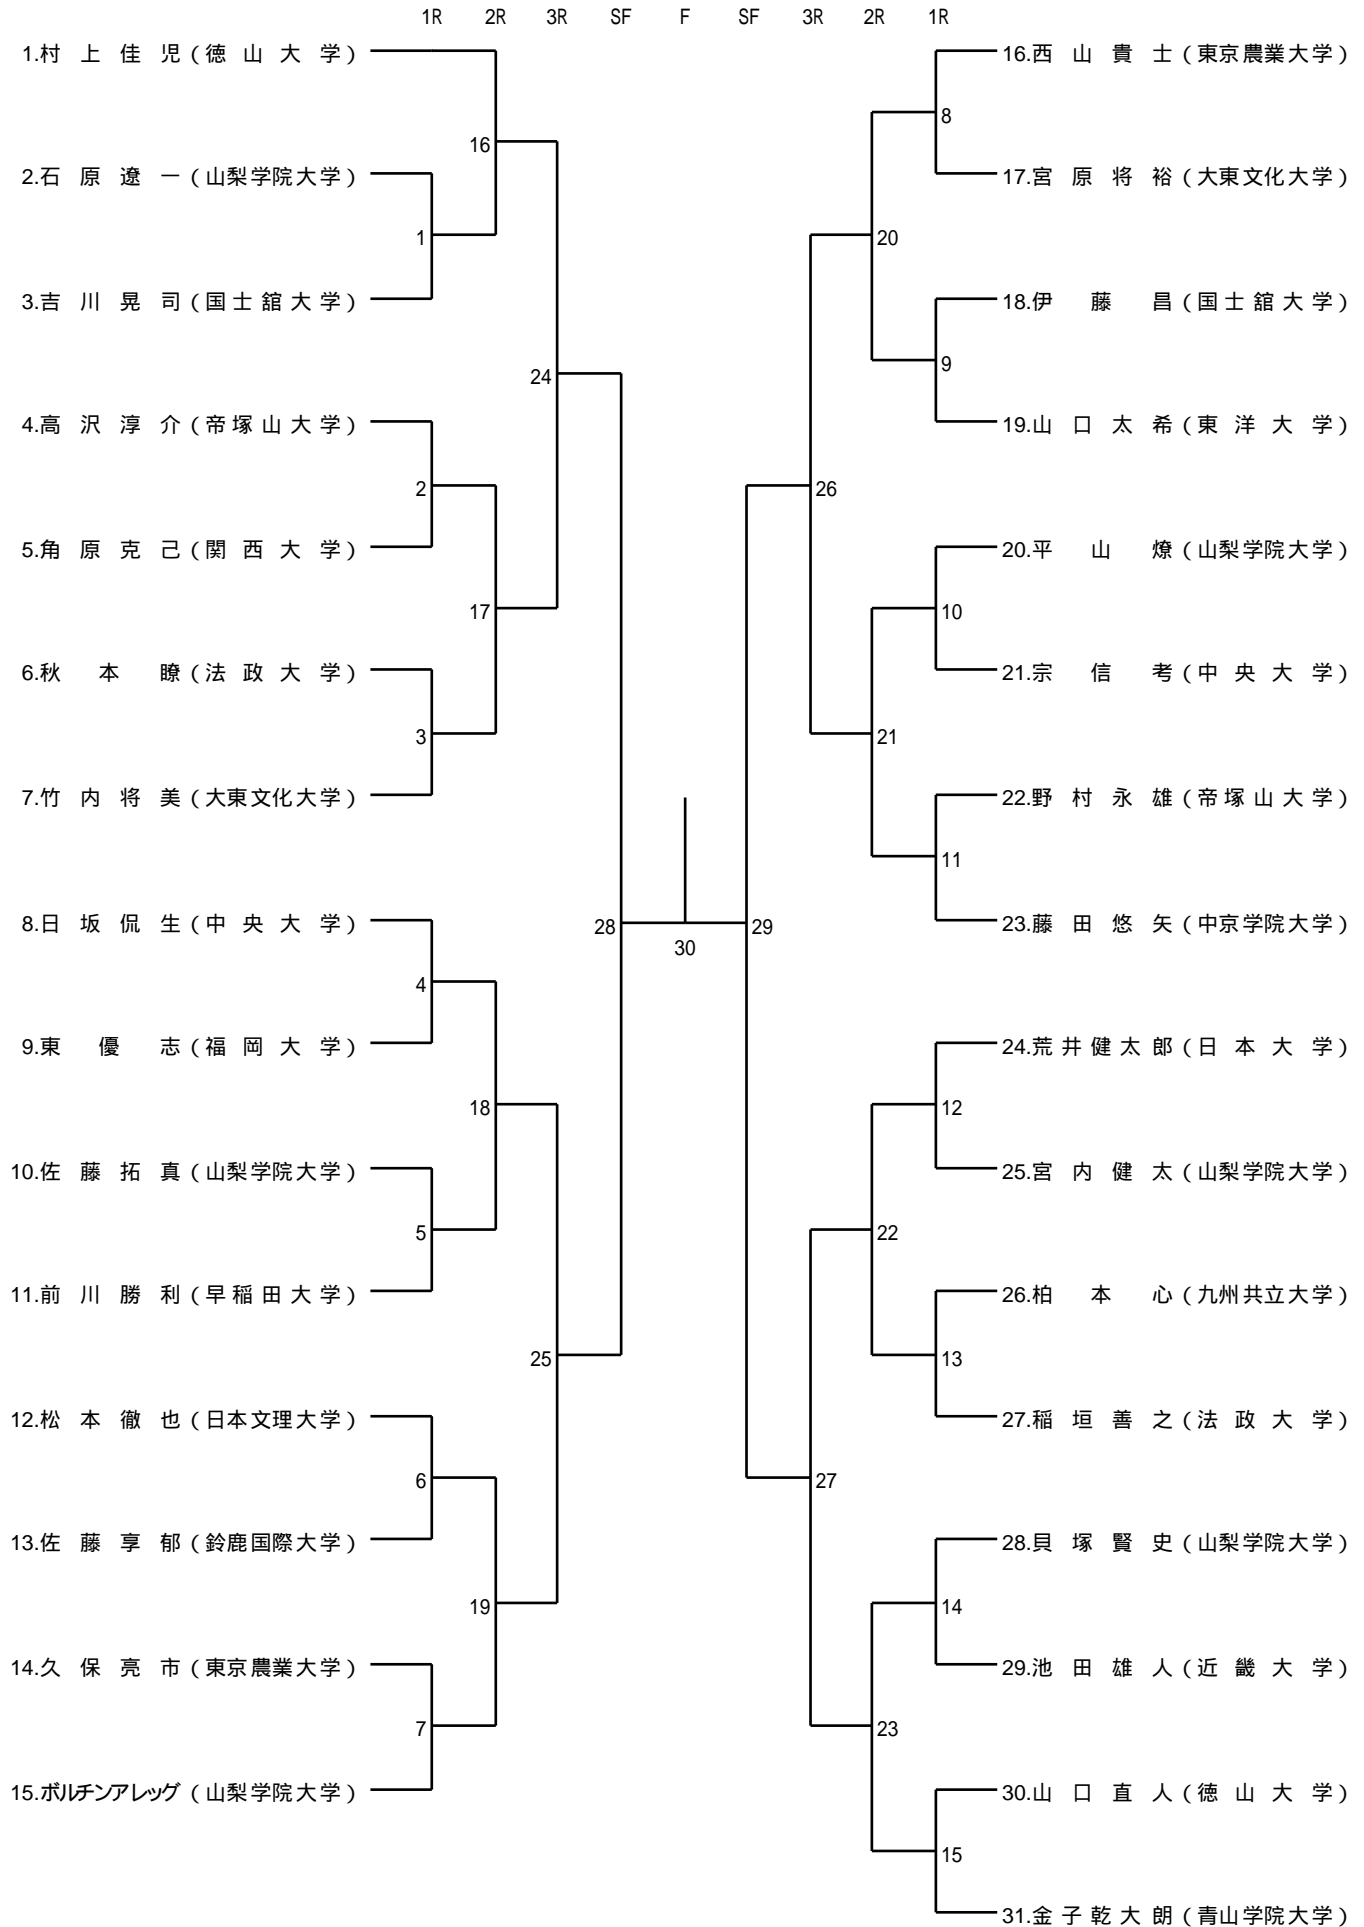 1R 2R 3R SF F SF 3R 2R 1R
1.村上佳児(徳山大学)
2.石原遼一(山梨学院大学)
3.吉川晃司(国士舘大学)
4.高沢淳介(帝塚山大学)
5.角原克己(関西大学)
6.秋本瞭(法政大学)
7.竹内将美(大東文化大学)
8.日坂侃生(中央大学)
9.東優志(福岡大学)
10.佐藤拓真(山梨学院大学)
11.前川勝利(早稲田大学)
12.松本徹也(日本文理大学)
13.佐藤享郁(鈴鹿国際大学)
14.久保亮市(東京農業大学)
15.ボルチンアレッグ(山梨学院大学)
1
2
3
4
5
6
7
16
17
18
19
24
25
28
30
29
26
27
20
21
22
23
8
9
10
11
12
13
14
15
16.西山貴士(東京農業大学)
17.宮原将裕(大東文化大学)
18.伊藤昌(国士舘大学)
19.山口太希(東洋大学)
20.平山燎(山梨学院大学)
21.宗信考(中央大学)
22.野村永雄(帝塚山大学)
23.藤田悠矢(中京学院大学)
24.荒井健太郎(日本大学)
25.宮内健太(山梨学院大学)
26.柏本心(九州共立大学)
27.稲垣善之(法政大学)
28.貝塚賢史(山梨学院大学)
29.池田雄人(近畿大学)
30.山口直人(徳山大学)
31.金子乾大朗(青山学院大学)